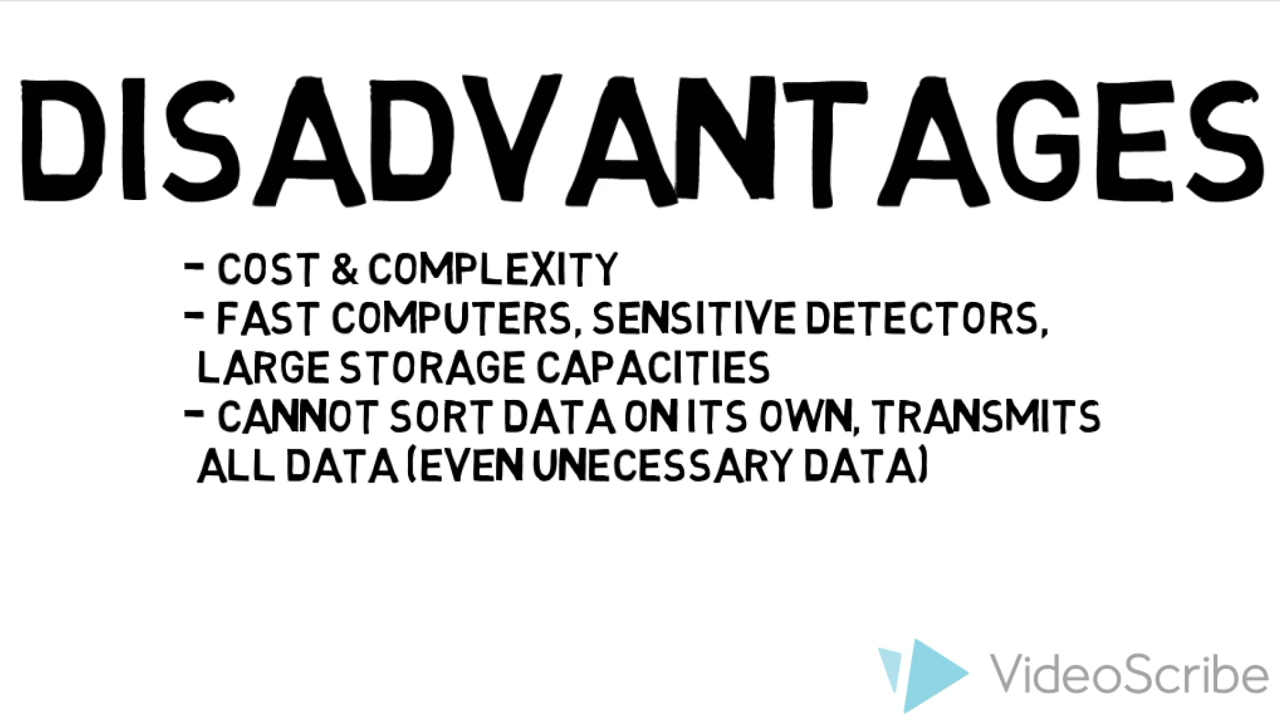 DISADVANTAGES
- COST & COMPLEXITY
- FAST COMPUTERS, SENSITIVE DETECTORS,
LARGE STORAGE CAPACITIES
- CANNOT SORT DATA ON ITS OWN, TRANSMITS
ALL DATA (EVEN UNECESSARY DATA)
VideoScribe